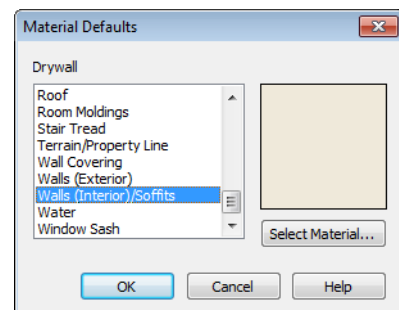 Material Defaults
Drywall
Roof
Room Moldings
Stair Tread
Terrain/Property Line
Wall Covering
Walls (Exterior)
Walls (Interior)/Soffits
Water
Window Sash
Select Material...
OK
Cancel
Help